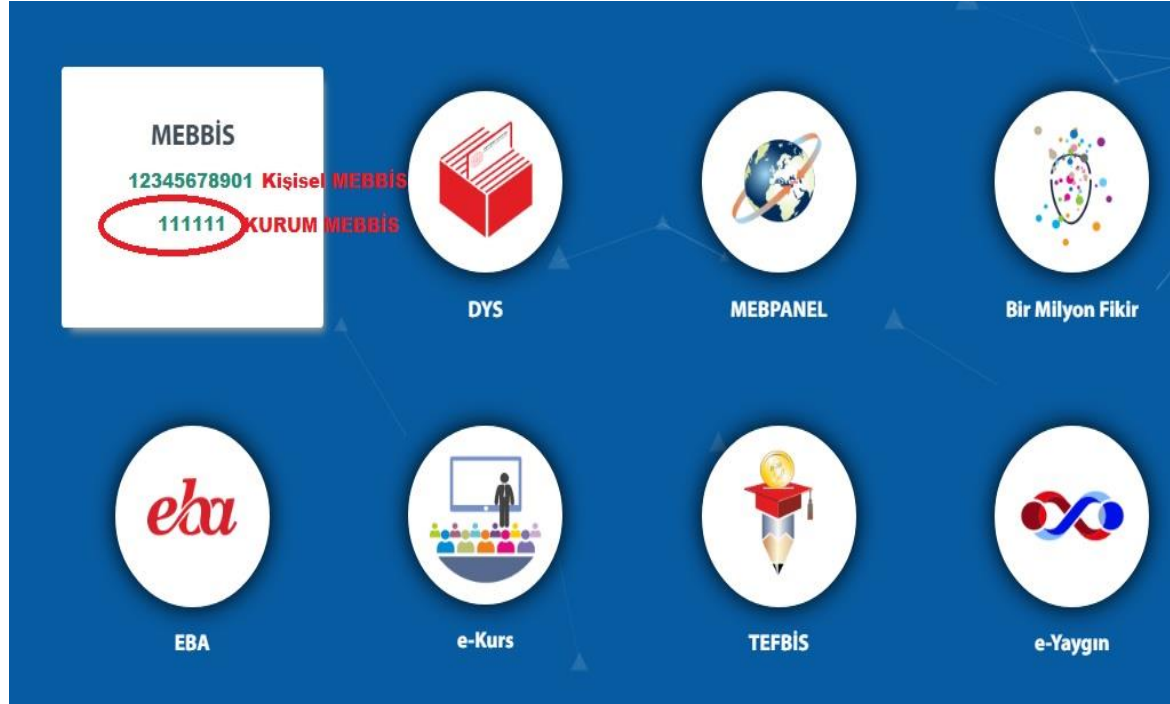 MEBBİS
12345678901 Kişisel MEBBİS
111111 KURUM MEBBİS
DYS
MEBPANEL
Bir Milyon Fikir
eba
EBA
e-Kurs
TEFBİS
e-Yaygın